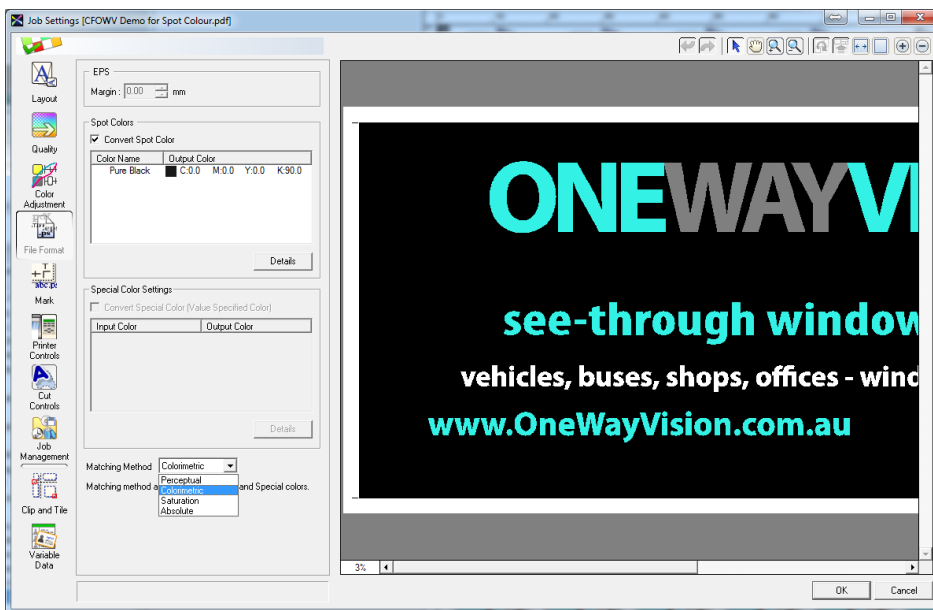 Job Settings [CFOWV Demo for Spot Colour.pdf]
Layout
Quality
Color
Adjustment
File Format
Mark
Printer
Controls
Cut
Controls
Job
Management
Clip and Tile
Variable
Data
EPS
Margin : 0.00 mm
Spot Colors
Convert Spot Color
Color Name Output Color
Pure Black C:0.0 M:0.0 Y:0.0 K:90.0
Details
Special Color Settings
Convert Special Color (Value Specified Color)
Input Color Output Color
Details
Matching Method Colorimetric
Matching method a and Special colors.
Perceptual
Colorimetric
Saturation
Absolute
ONEWAYVI
see-through window
vehicles, buses, shops, offices - wind
www.OneWayVision.com.au
3%
OK Cancel